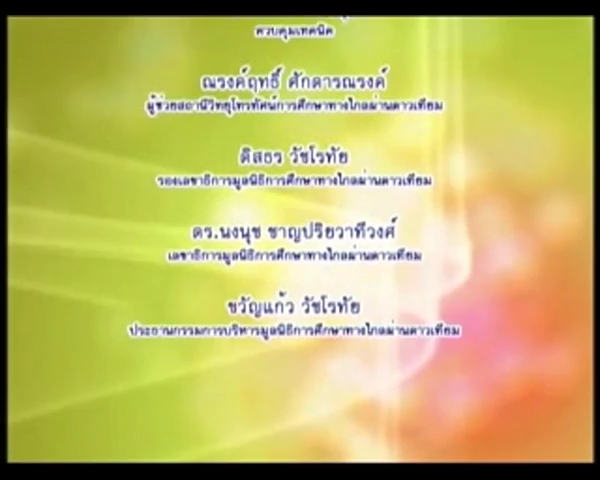 ควบคุมเทคนิค
ณรงค์ฤทธิ์ ศักดารณรงค์
ผู้ช่วยสถานีวิทยุโทรทัศน์การศึกษาทางไกลผ่านดาวเทียม
ดิสธร วัชโรทัย
รองเลขาธิการมูลนิธิการศึกษาทางไกลผ่านดาวเทียม
ดร.นงนุช ชาญปริยวาทีวงศ์
เลขาธิการมูลนิธิการศึกษาทางไกลผ่านดาวเทียม
ขวัญแก้ว วัชโรทัย
ประธานกรรมการบริหารมูลนิธิการศึกษาทางไกลผ่านดาวเทียม